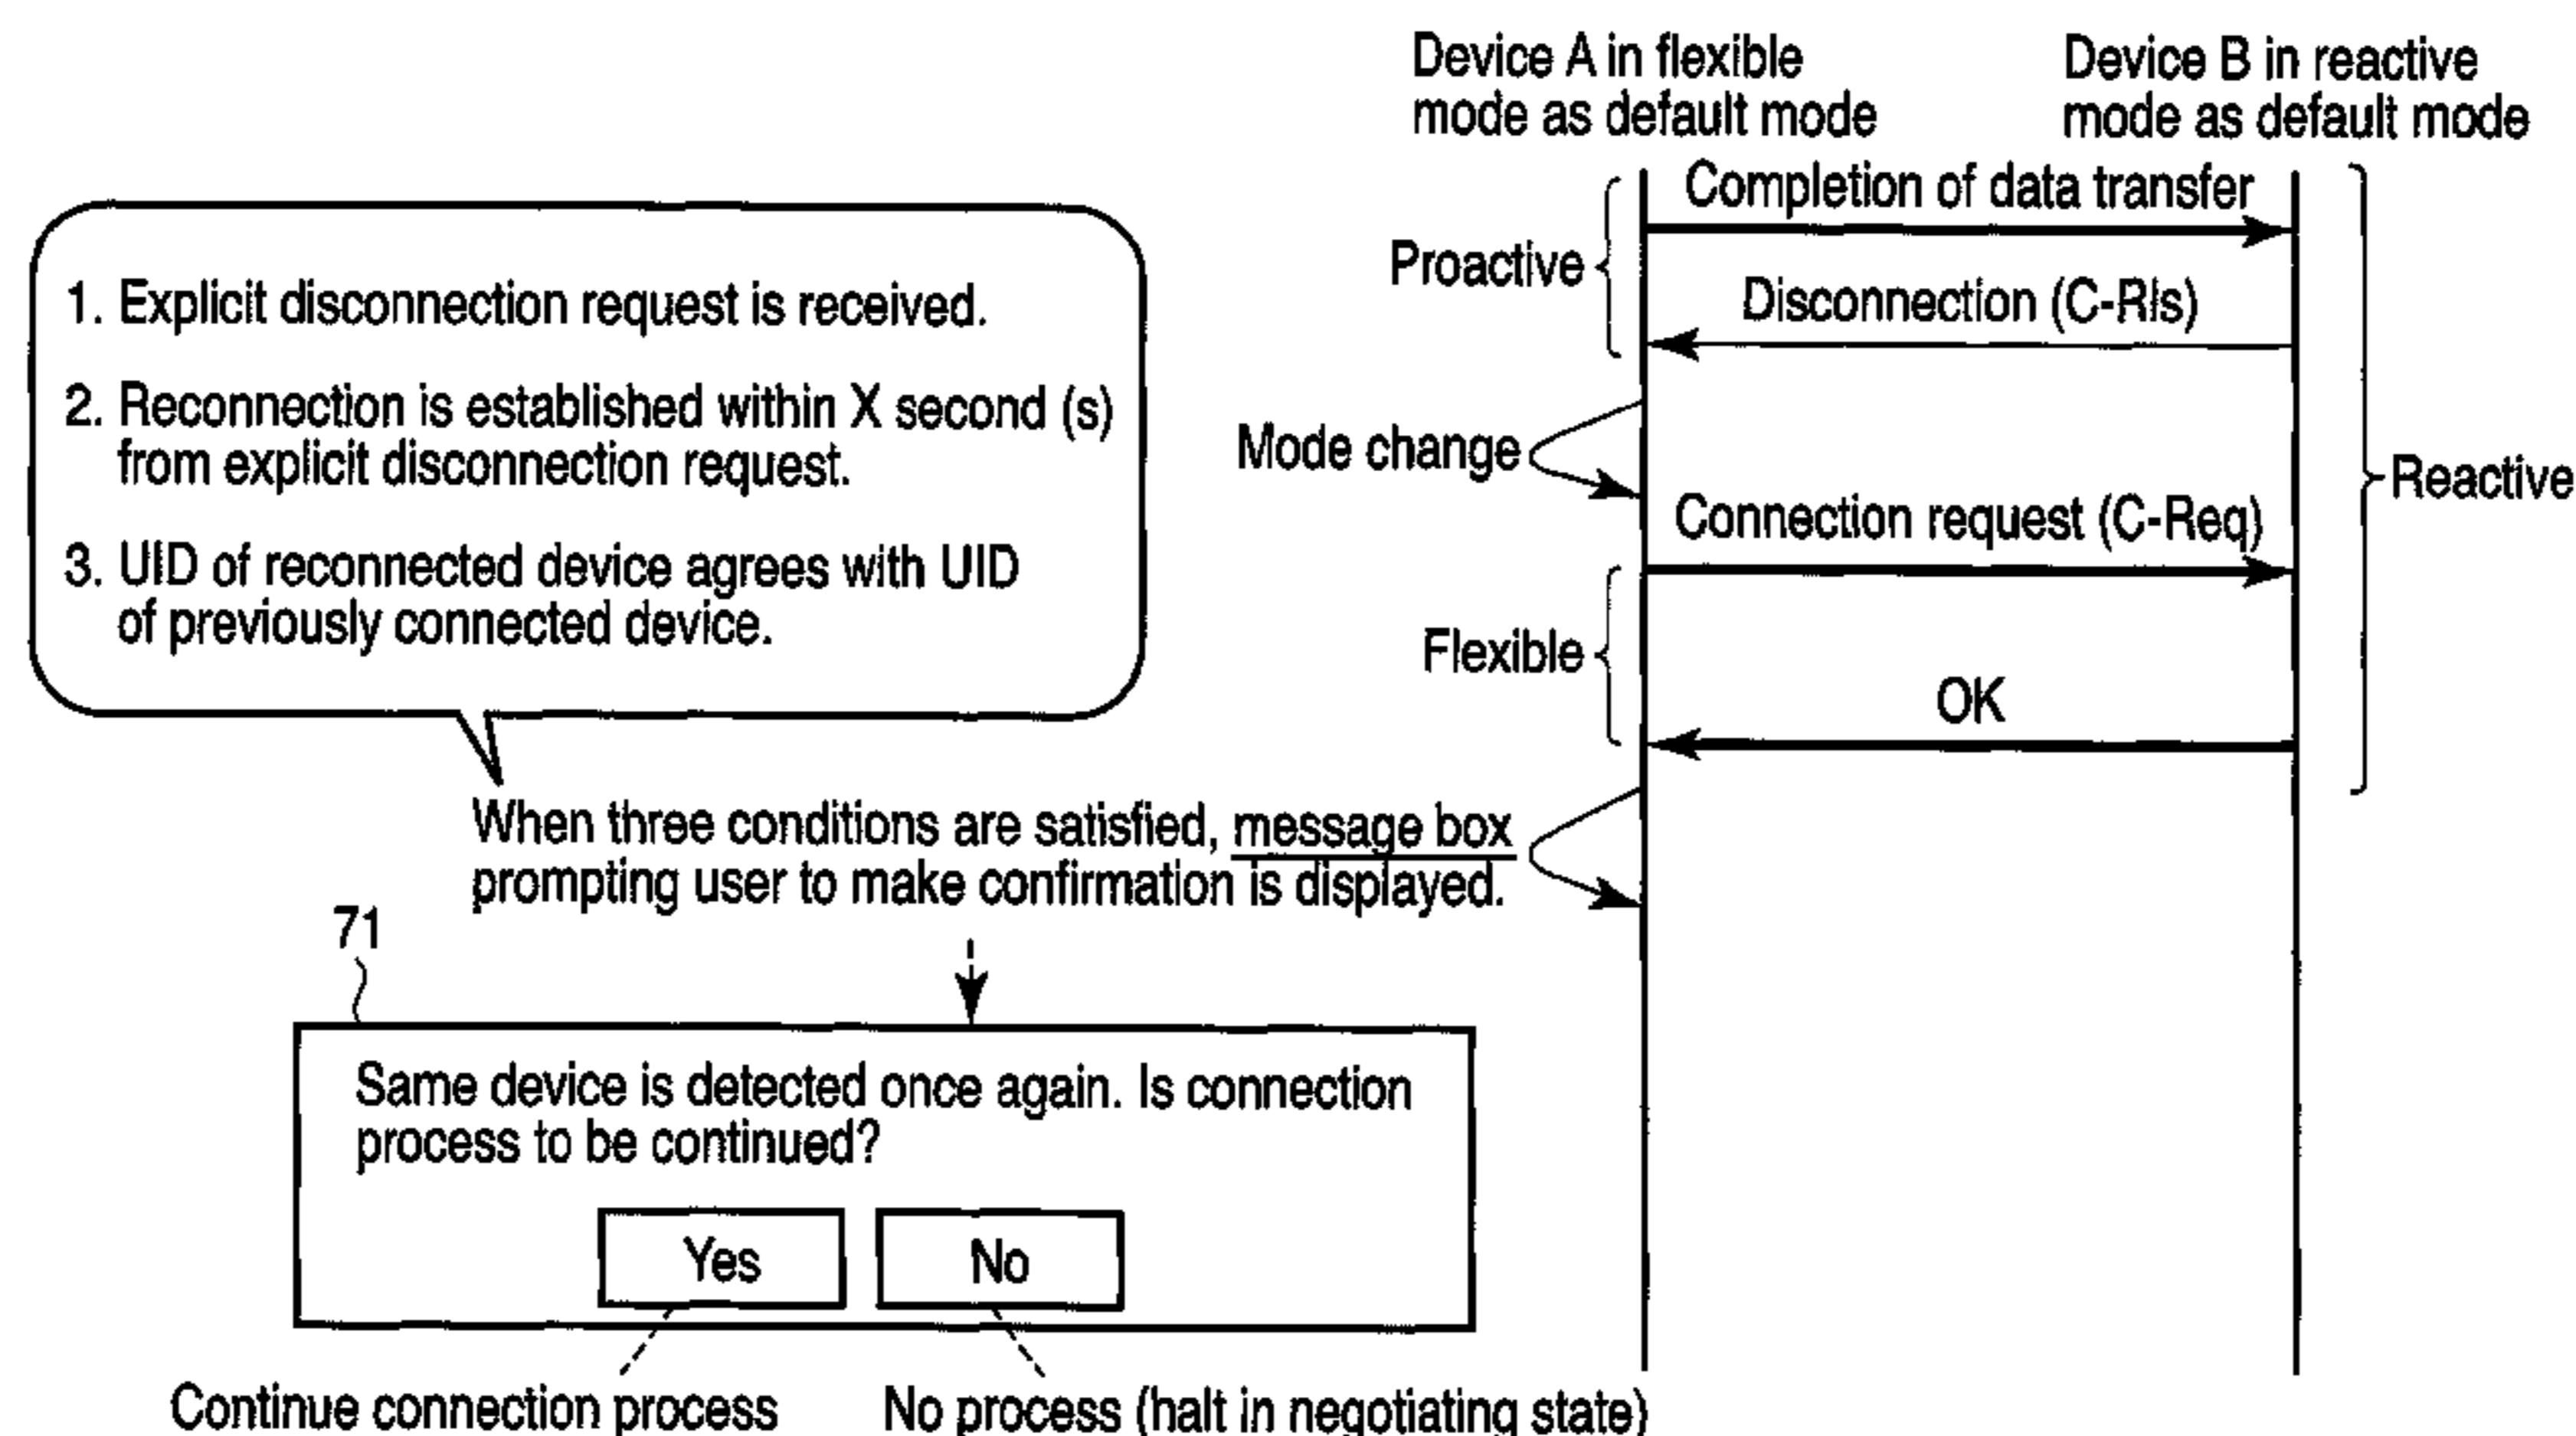 Device A in flexible
mode as default mode
Device B in reactive
mode as default mode
1. Explicit disconnection request is received.
2. Reconnection is established within X second (s)
from explicit disconnection request.
3. UID of reconnected device agrees with UID
of previously connected device.
Proactive
Completion of data transfer
Disconnection (C-Rls)
Mode change
Connection request (C-Req)
Reactive
Flexible
OK
When three conditions are satisfied, message box
prompting user to make confirmation is displayed.
71
Same device is detected once again. Is connection
process to be continued?
Yes
No
Continue connection process
No process (halt in negotiating state)